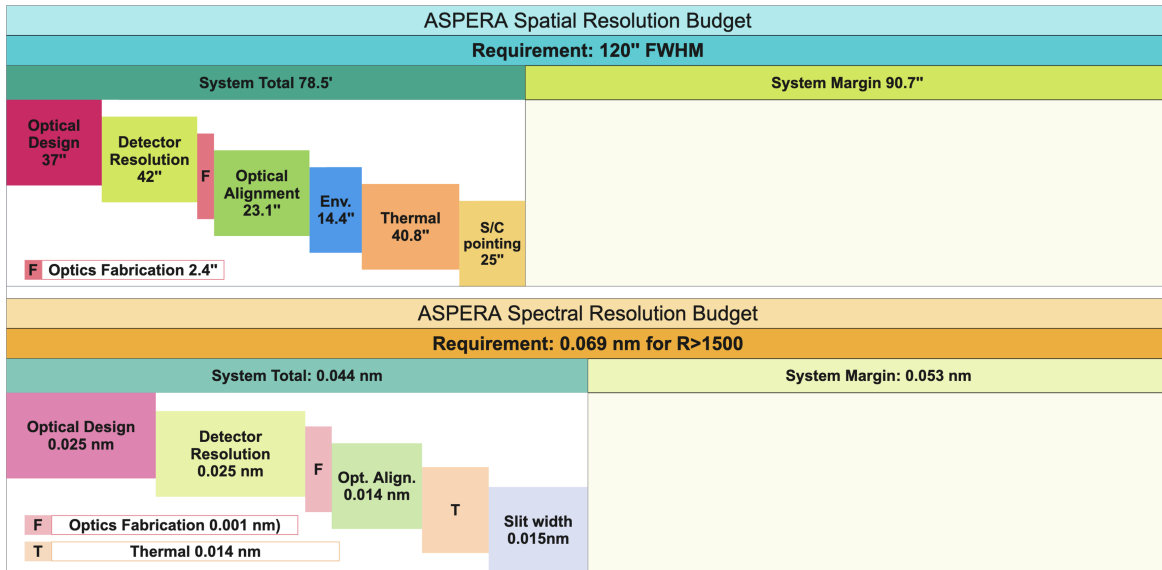 ASPERA Spatial Resolution Budget
Requirement: 120" FWHM
System Total 78.5'
System Margin 90.7"
Optical
Design
37"
Detector
Resolution
42"
F
Optical
Alignment
23.1"
Env.
14.4"
Thermal
40.8"
S/C
pointing
25"
F Optics Fabrication 2.4"
ASPERA Spectral Resolution Budget
Requirement: 0.069 nm for R>1500
System Total: 0.044 nm
System Margin: 0.053 nm
Optical Design
0.025 nm
Detector
Resolution
0.025 nm
F
Opt. Align.
0.014 nm
T
Slit width
0.015nm
F Optics Fabrication 0.001 nm)
T Thermal 0.014 nm